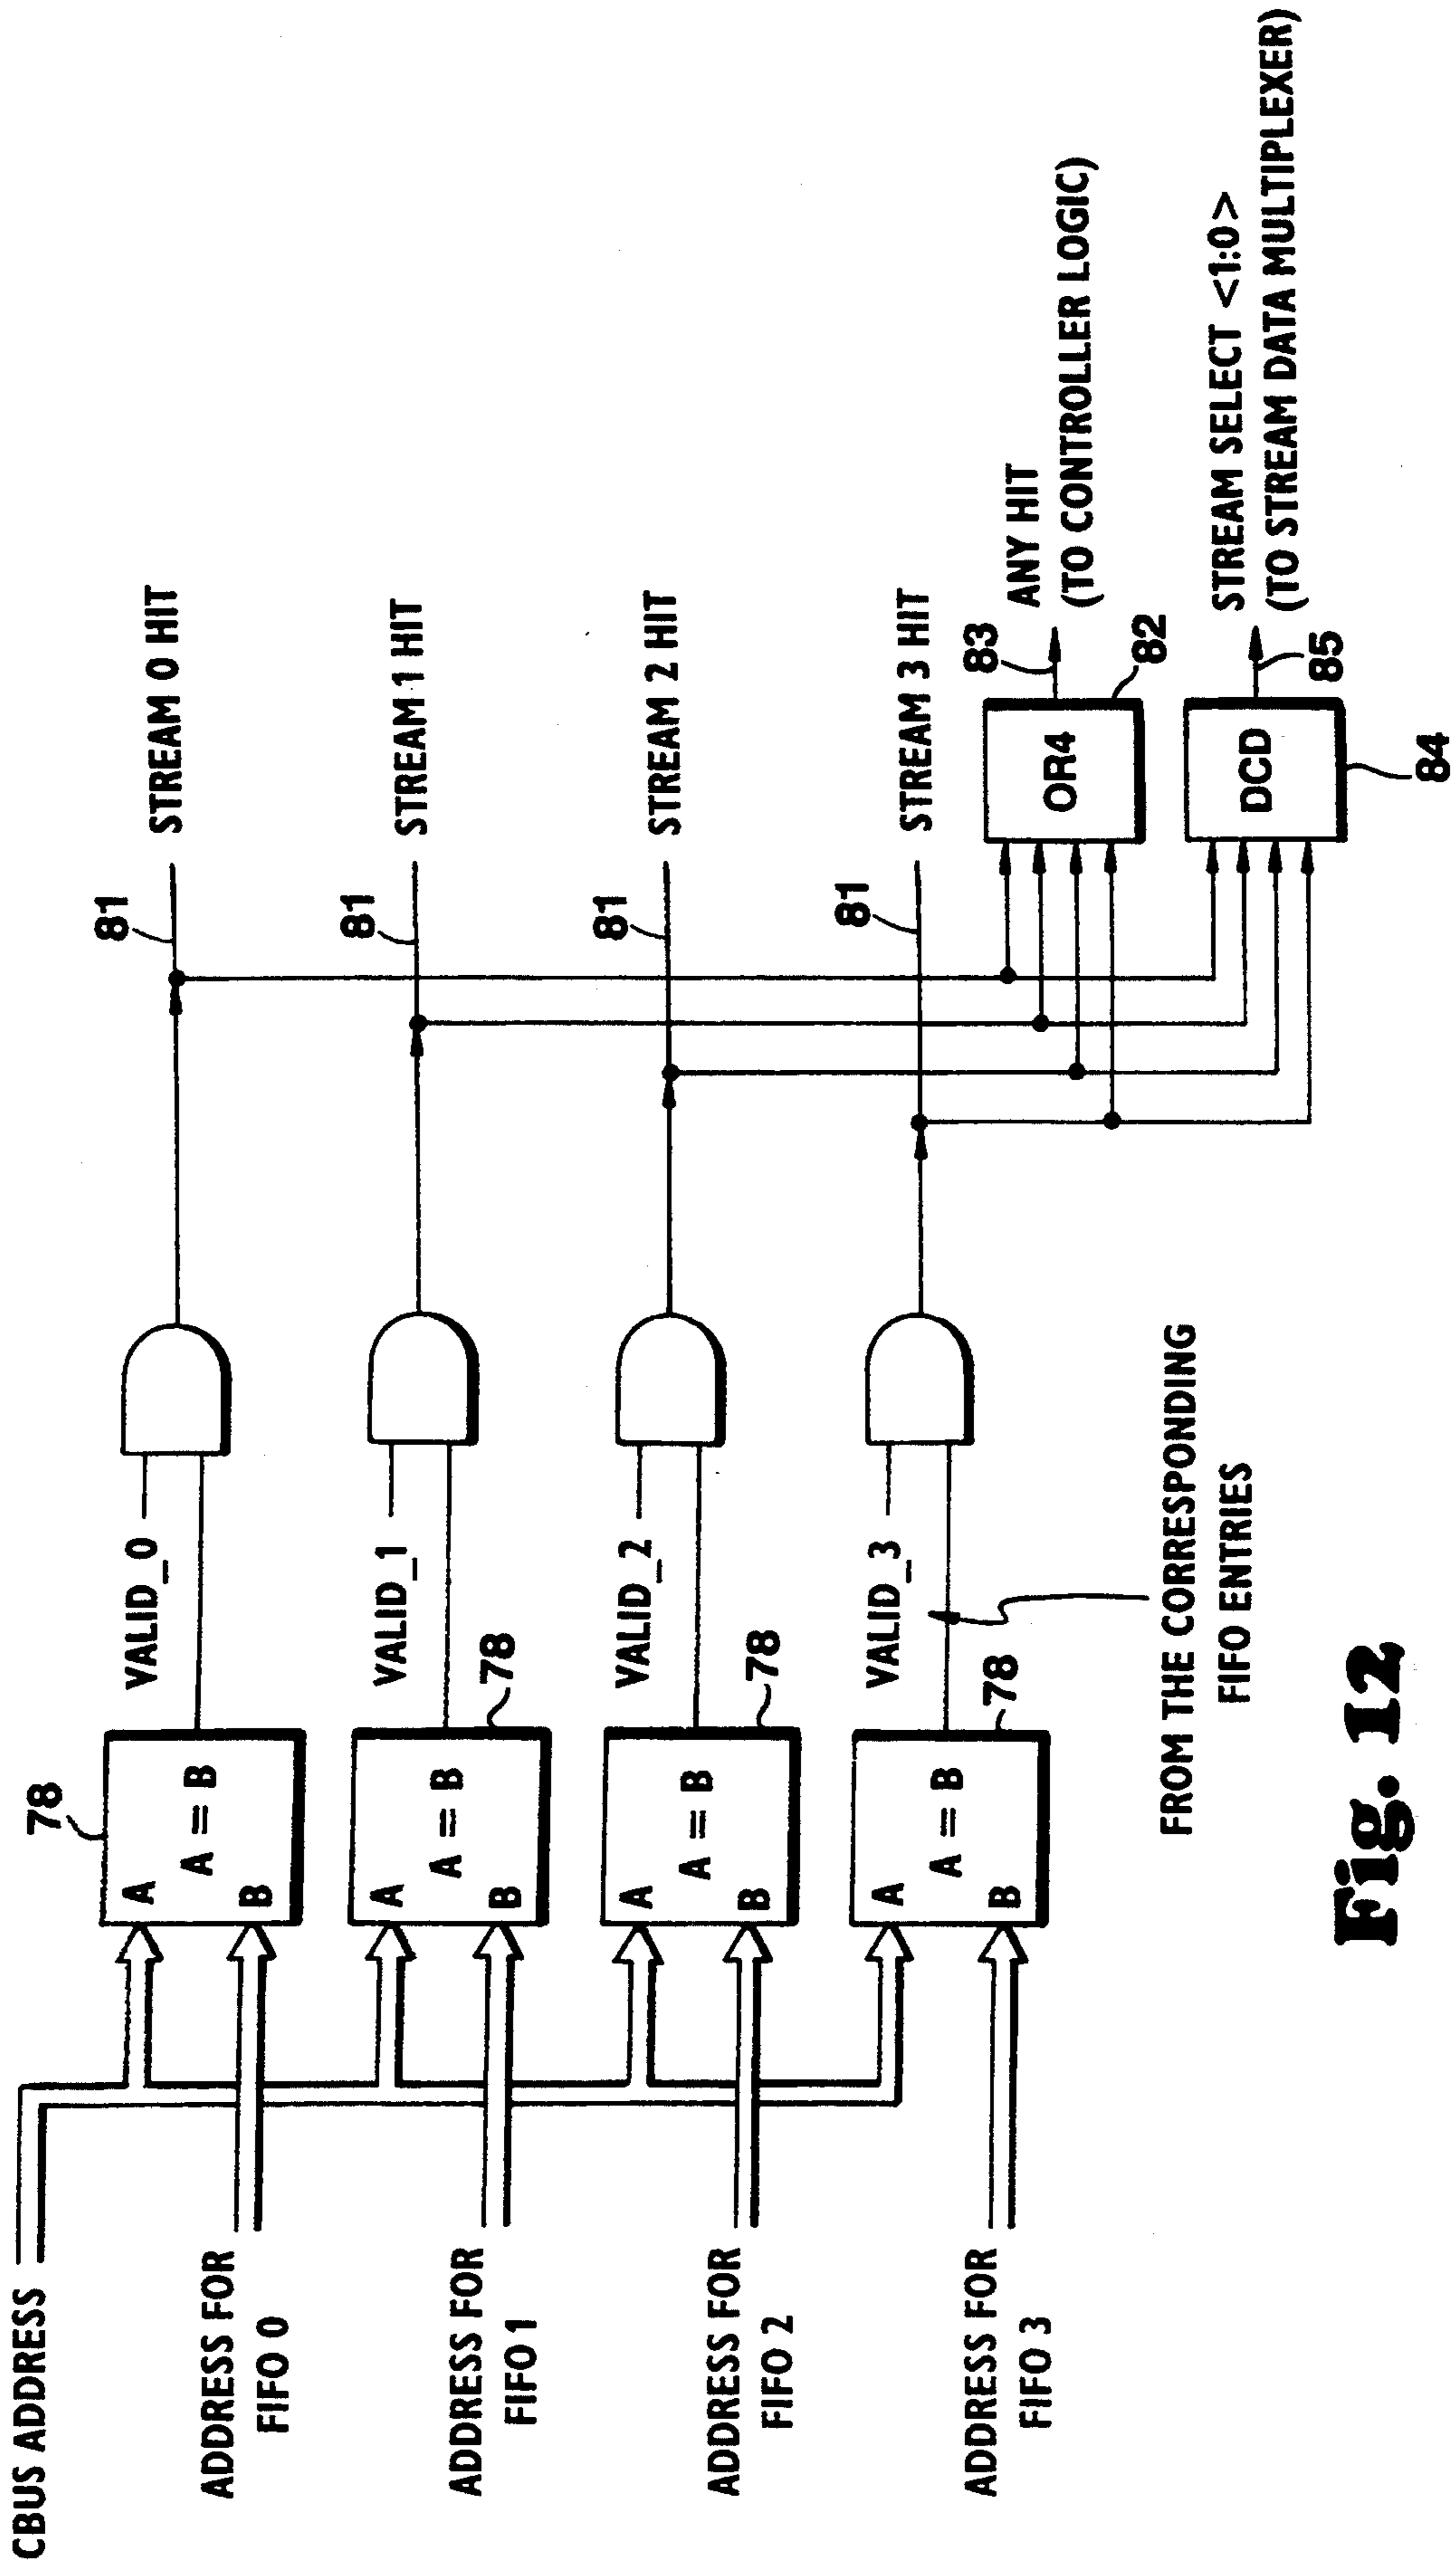 CBUS ADDRESS
ADDRESS FOR
FIFO 0
ADDRESS FOR
FIFO 1
ADDRESS FOR
FIFO 2
ADDRESS FOR
FIFO 3
78
A
A = B
B
A
A = B
B
78
A
A = B
B
78
A
A = B
B
78
VALID_0
VALID_1
VALID_2
VALID_3
FROM THE CORRESPONDING
FIFO ENTRIES
81
STREAM 0 HIT
81
STREAM 1 HIT
81
STREAM 2 HIT
81
STREAM 3 HIT
OR4
82
83
ANY HIT
(TO CONTROLLER LOGIC)
DCD
84
85
STREAM SELECT <1:0>
(TO STREAM DATA MULTIPLEXER)
Fig. 12